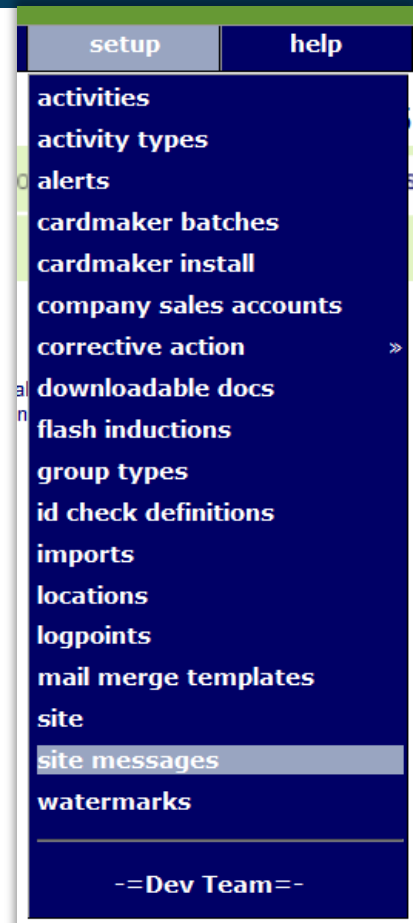 setup help
activities
activity types
alerts
cardmaker batches
cardmaker install
company sales accounts
corrective action »
downloadable docs
flash inductions
group types
id check definitions
imports
locations
logpoints
mail merge templates
site
site messages
watermarks
-=Dev Team=-